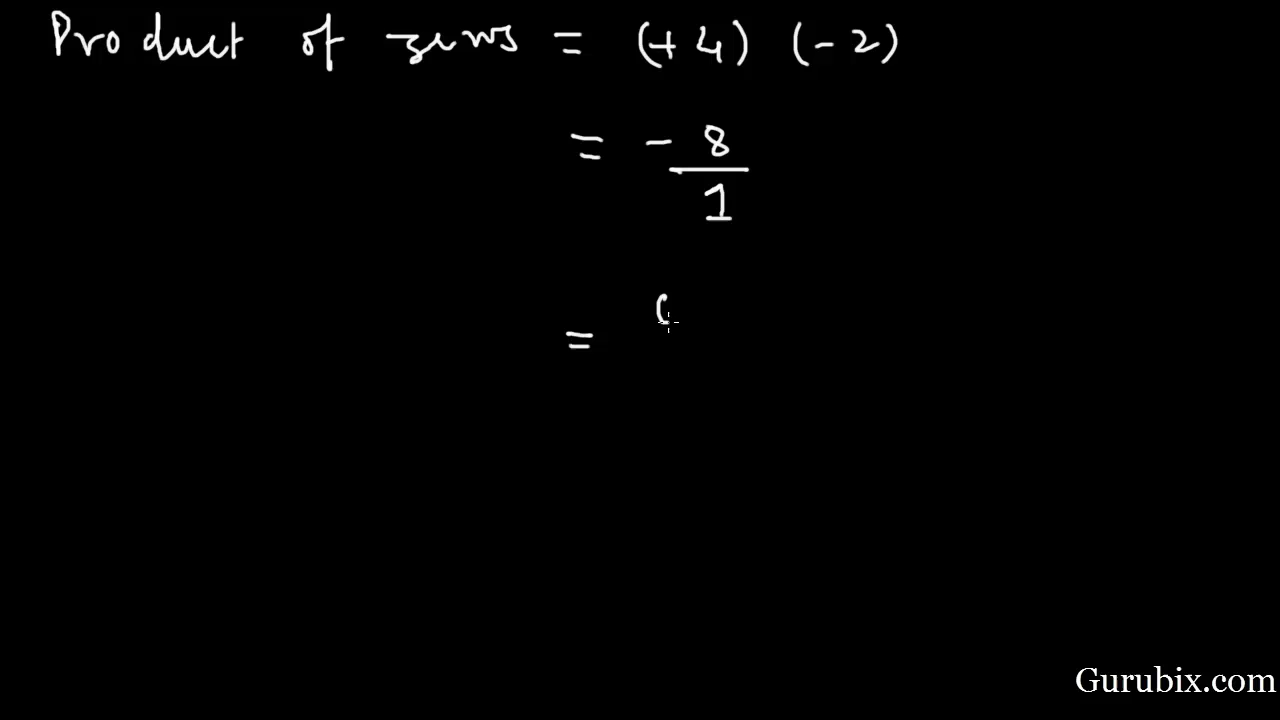 Product of zeros = (+4) (-2)
= - 8
1
=
Gurubix.com